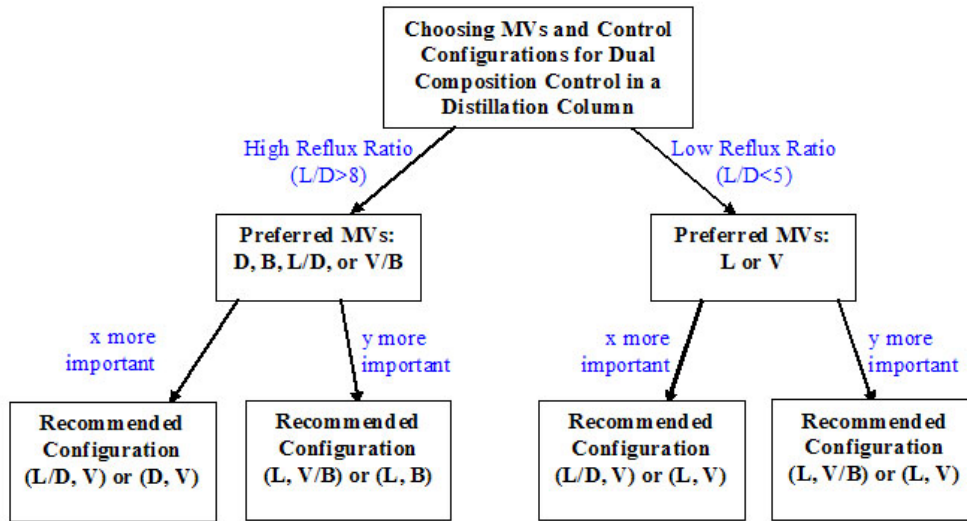 Choosing MVs and Control
Configurations for Dual
Composition Control in a
Distillation Column
High Reflux Ratio
(L/D>8)
Low Reflux Ratio
(L/D<5)
Preferred MVs:
D, B, L/D, or V/B
Preferred MVs:
L or V
x more
important
y more
important
x more
important
y more
important
Recommended
Configuration
(L/D, V) or (D, V)
Recommended
Configuration
(L, V/B) or (L, B)
Recommended
Configuration
(L/D, V) or (L, V)
Recommended
Configuration
(L, V/B) or (L, V)